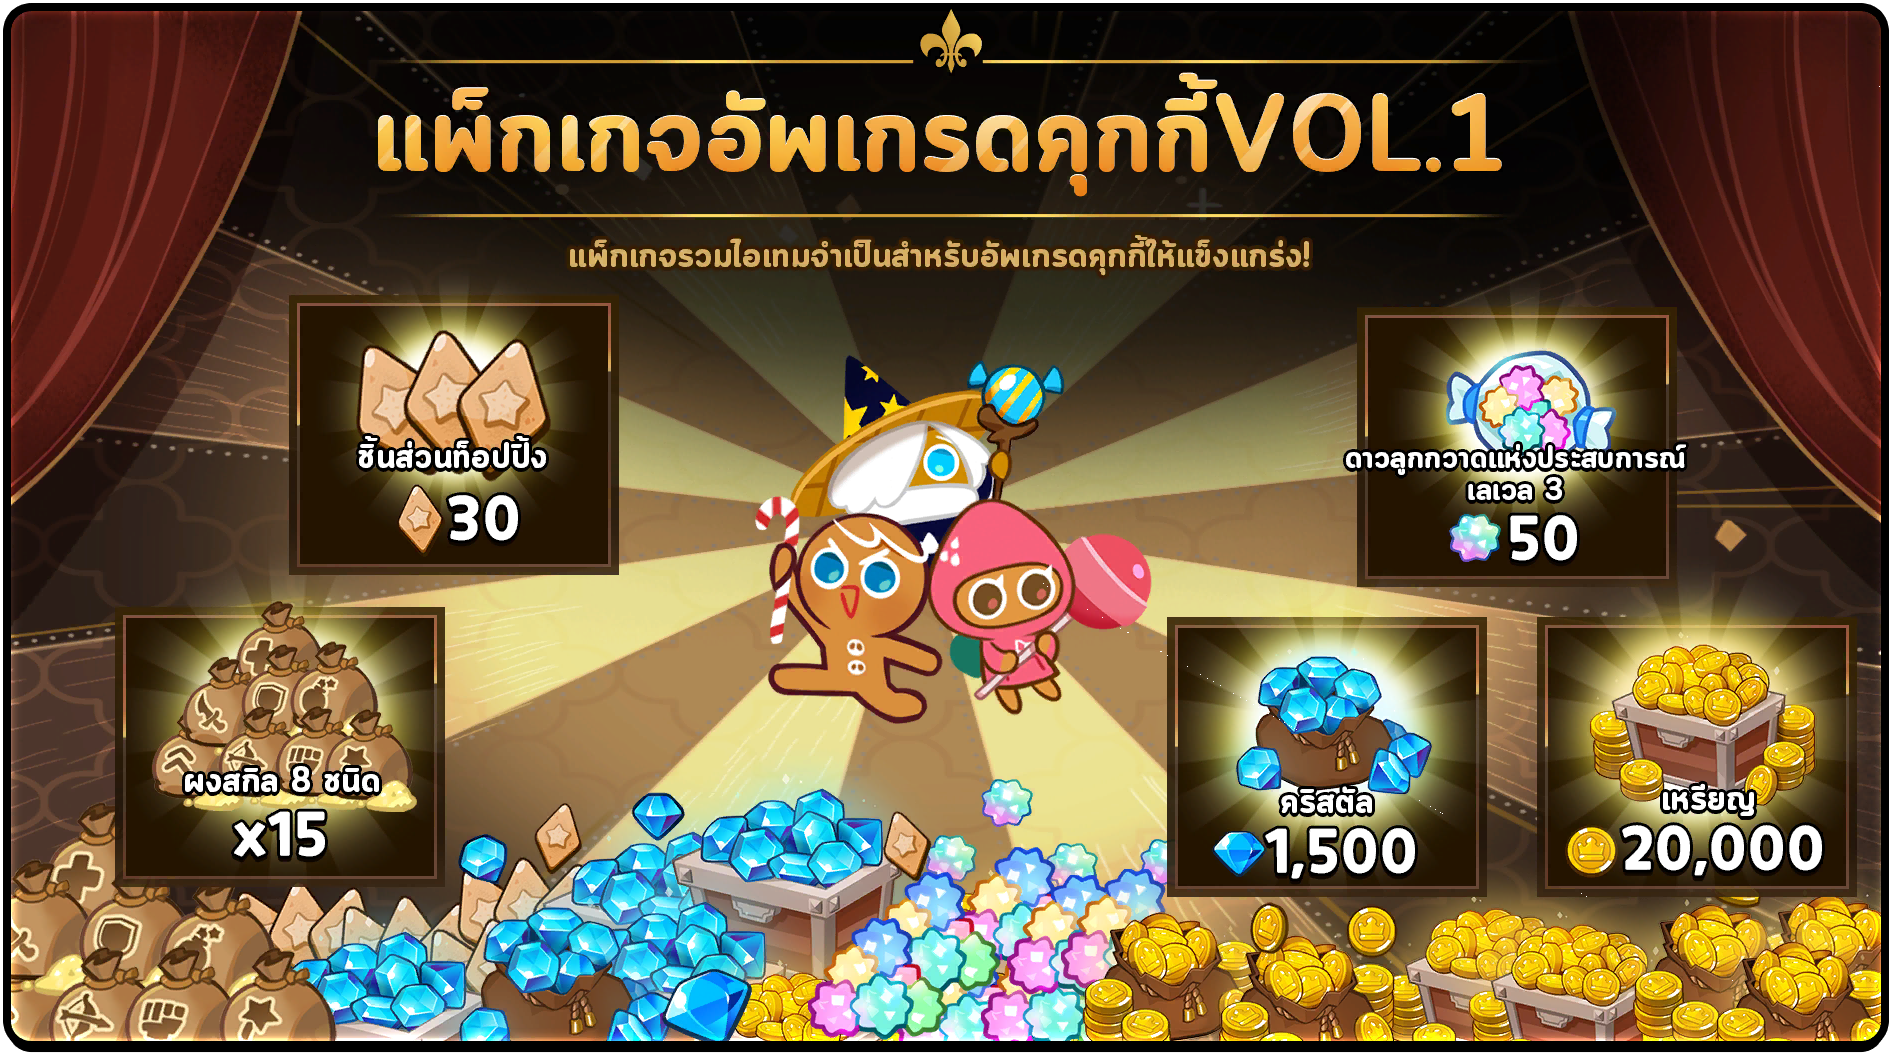 แพ็กเกจอัพเกรดคุกกี้VOL.1
แพ็กเกจรวมไอเทมจำเป็นสำหรับอัพเกรดคุกกี้ให้แข็งแกร่ง!
ชิ้นส่วนท็อปปิ้ง
30
ดาวลูกกวาดแห่งประสบการณ์
เลเวล 3
50
ผงสกิล 8 ชนิด
x15
คริสตัล
1,500
เหรียญ
20,000